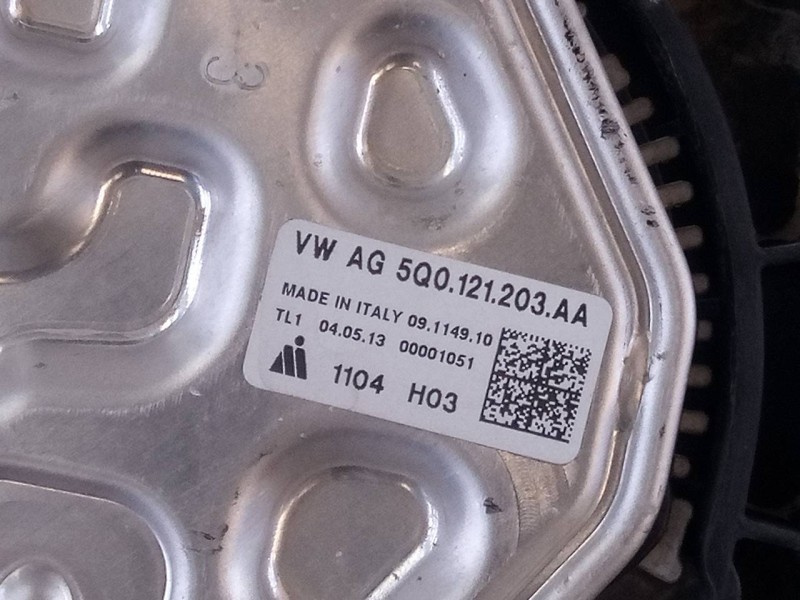 3
VW AG 5Q0.121.203.AA
MADE IN ITALY 09.1149.10
TL1 04.05.13 00001051
1104 H03